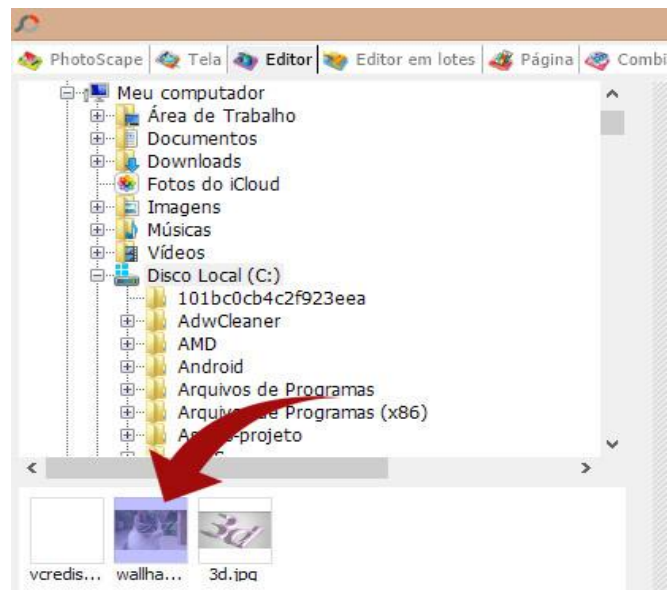 PhotoScape Tela Editor Editor em lotes Página Combi
Meu computador
Área de Trabalho
Documentos
Downloads
Fotos do iCloud
Imagens
Músicas
Vídeos
Disco Local (C:)
101bc0cb4c2f923eea
AdwCleaner
AMD
Android
Arquivos de Programas
Arquivos de Programas (x86)
projeto
vcredis... wallha... 3d.jpg
3d